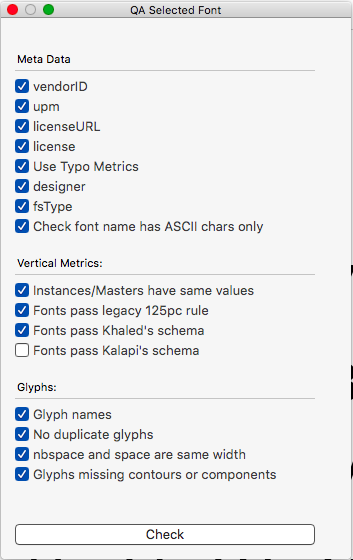 QA Selected Font
Meta Data
vendorID
upm
licenseURL
license
Use Typo Metrics
designer
fsType
Check font name has ASCII chars only
Vertical Metrics:
Instances/Masters have same values
Fonts pass legacy 125pc rule
Fonts pass Khaled's schema
Fonts pass Kalapi's schema
Glyphs:
Glyph names
No duplicate glyphs
nbspace and space are same width
Glyphs missing contours or components
Check